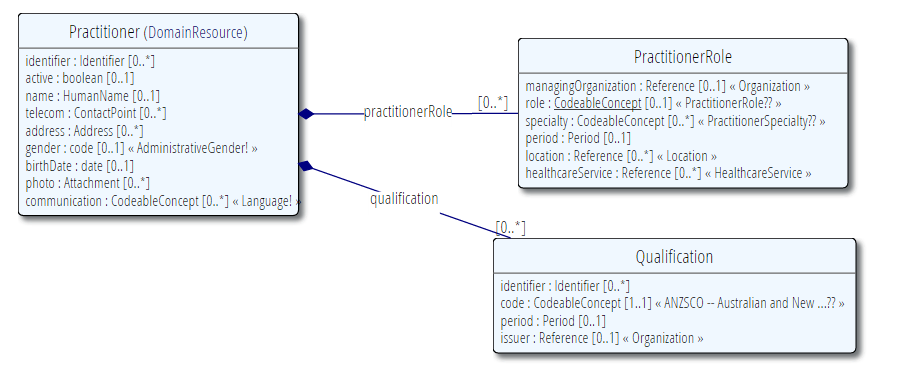 Practitioner (DomainResource)
identifier : Identifier [0..*]
active : boolean [0..1]
name : HumanName [0..1]
telecom : ContactPoint [0..*]
address : Address [0..*]
gender : code [0..1] « AdministrativeGender! »
birthDate : date [0..1]
photo : Attachment [0..*]
communication : CodeableConcept [0..*] « Language! »
practitionerRole
[0..*]
PractitionerRole
managingOrganization : Reference [0..1] « Organization »
role : CodeableConcept [0..1] « PractitionerRole?? »
specialty : CodeableConcept [0..*] « PractitionerSpecialty?? »
period : Period [0..1]
location : Reference [0..*] « Location »
healthcareService : Reference [0..*] « HealthcareService »
qualification
[0..*]
Qualification
identifier : Identifier [0..*]
code : CodeableConcept [1..1] « ANZSCO -- Australian and New ...?? »
period : Period [0..1]
issuer : Reference [0..1] « Organization »